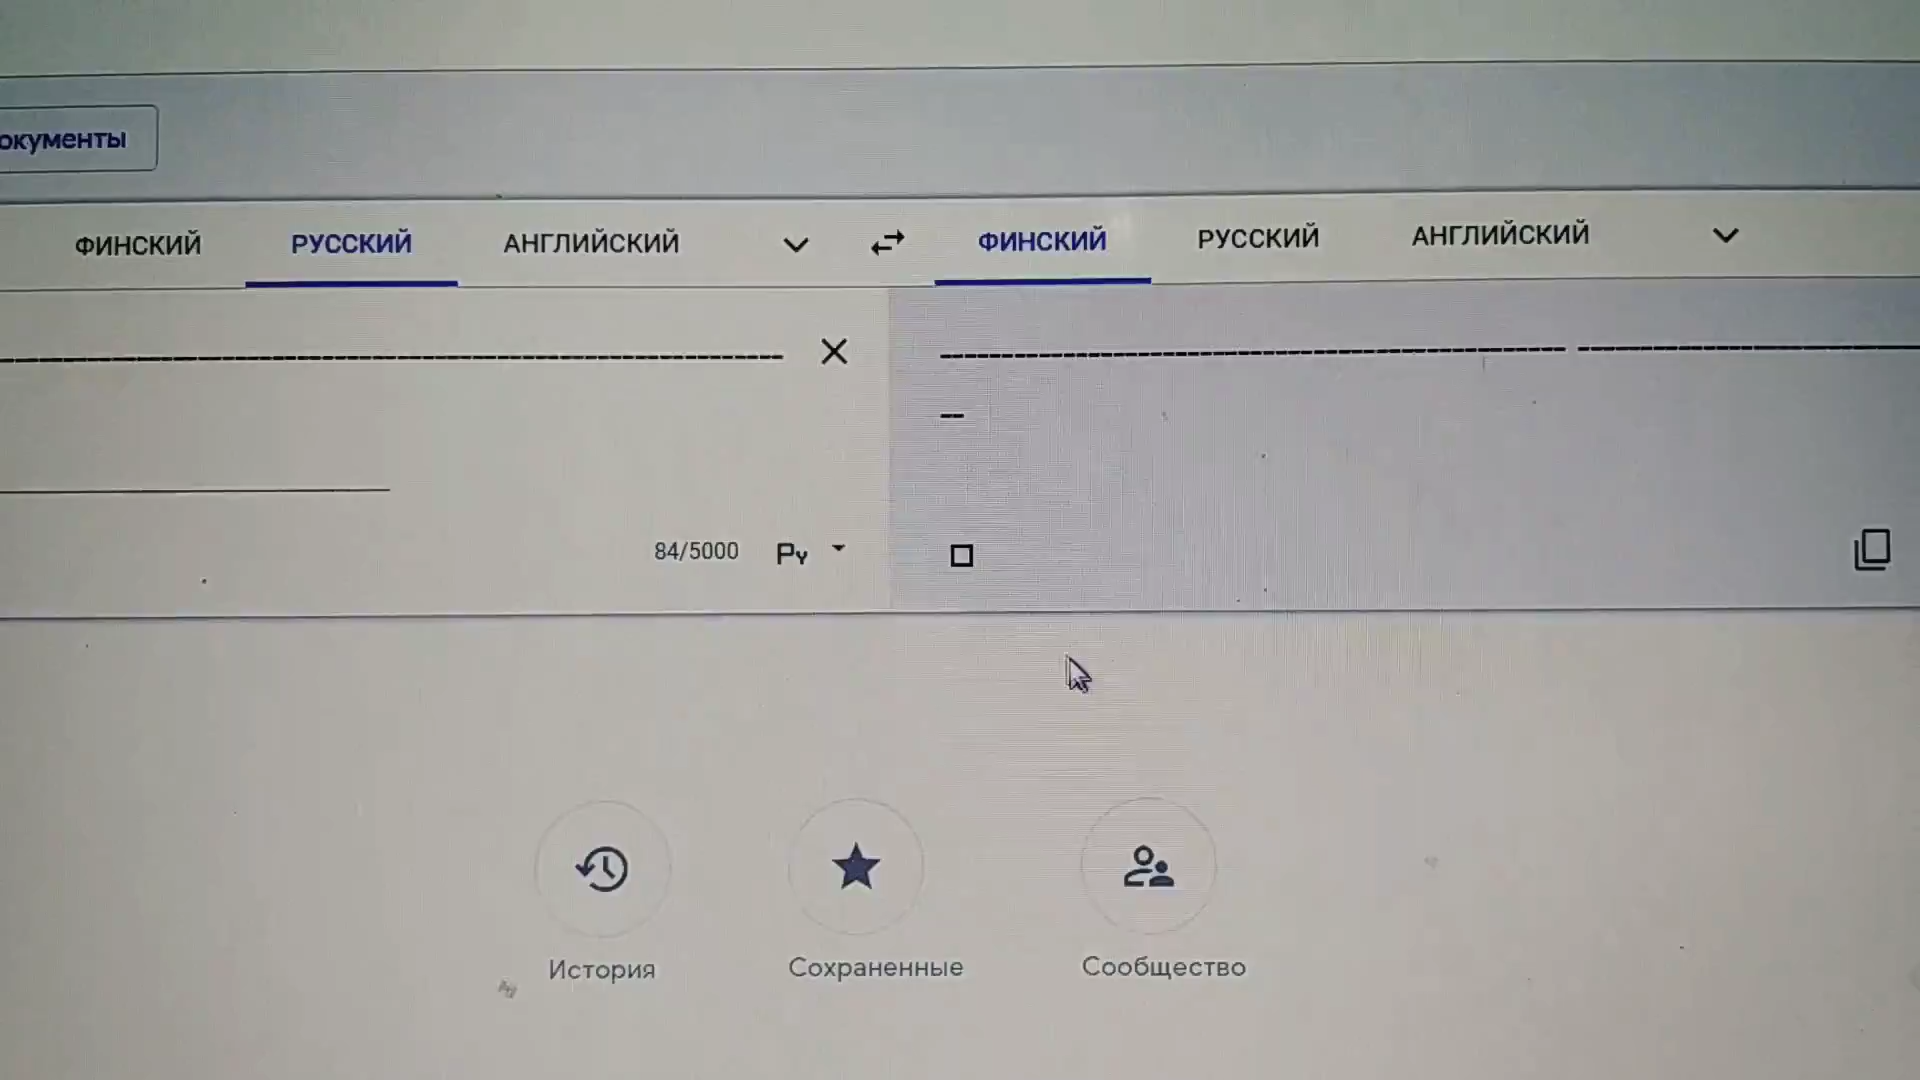 окументы
ФИНСКИЙ РУССКИЙ АНГЛИЙСКИЙ ФИНСКИЙ РУССКИЙ АНГЛИЙСКИЙ
84/5000 Ру
История Сохраненные Сообщество